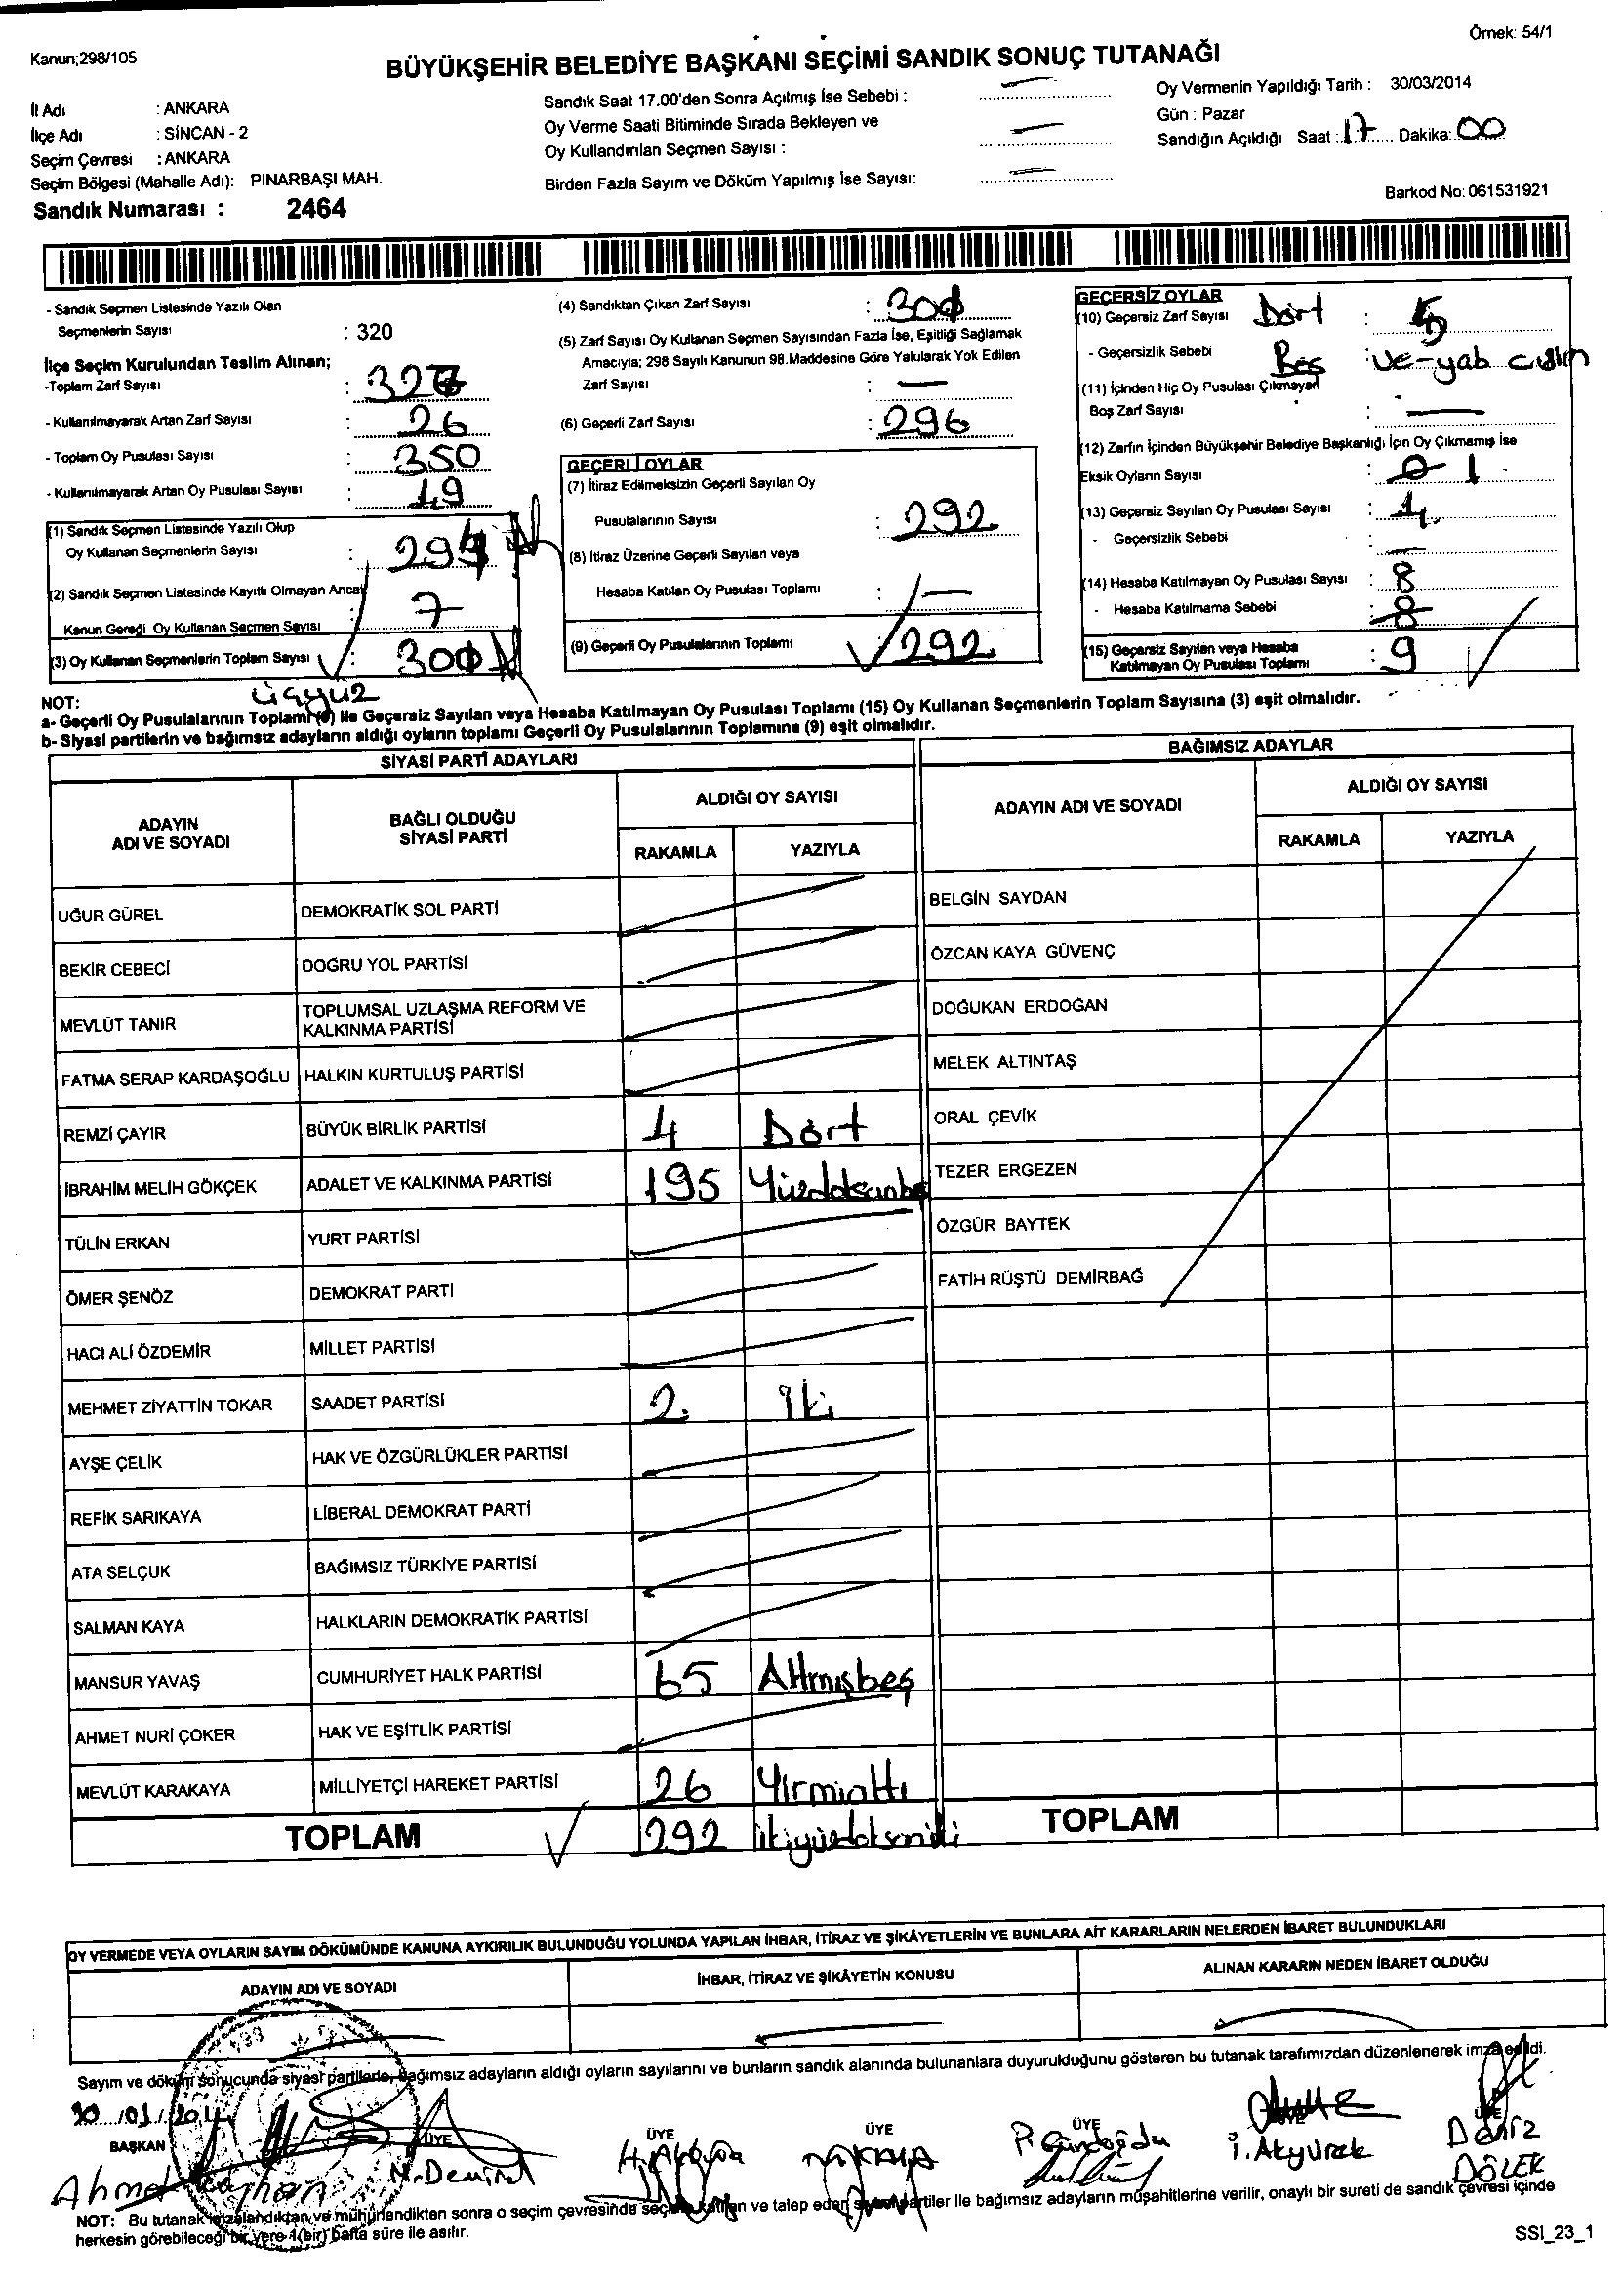 Örnek: 54/1
Kanun;298/105
BÜYÜKŞEHİR BELEDİYE BAŞKANI SEÇİMİ SANDIK SONUÇ TUTANAĞI
İl Adı : ANKARA
İlçe Adı : SİNCAN - 2
Seçim Çevresi : ANKARA
Seçim Bölgesi (Mahalle Adı): PINARBAŞI MAH.
Sandık Numarası : 2464
Sandık Saat 17.00'den Sonra Açılmış İse Sebebi :
Oy Verme Saati Bitiminde Sırada Bekleyen ve
Oy Kullandırılan Seçmen Sayısı :
Birden Fazla Sayım ve Döküm Yapılmış İse Sayısı:
Oy Vermenin Yapıldığı Tarih : 30/03/2014
Gün : Pazar
Sandığın Açıldığı Saat : 17 Dakika: 00
Barkod No: 061531921
- Sandık Seçmen Listesinde Yazılı Olan
Seçmenlerin Sayısı : 320
İlçe Seçim Kurulundan Teslim Alınan;
-Toplam Zarf Sayısı :
- Kullanılmayarak Artan Zarf Sayısı : 26
- Toplam Oy Pusulası Sayısı : 350
- Kullanılmayarak Artan Oy Pusulası Sayısı : 49
(1) Sandık Seçmen Listesinde Yazılı Olup
Oy Kullanan Seçmenlerin Sayısı :
(2) Sandık Seçmen Listesinde Kayıtlı Olmayan Ancak
Kanun Gereği Oy Kullanan Seçmen Sayısı : 7
(3) Oy Kullanan Seçmenlerin Toplam Sayısı :
üçyüz
(4) Sandıktan Çıkan Zarf Sayısı :
(5) Zarf Sayısı Oy Kullanan Seçmen Sayısından Fazla İse, Eşitliği Sağlamak
Amacıyla; 298 Sayılı Kanunun 98.Maddesine Göre Yakılarak Yok Edilen
Zarf Sayısı : —
(6) Geçerli Zarf Sayısı : 296
GEÇERLİ OYLAR
(7) İtiraz Edilmeksizin Geçerli Sayılan Oy
Pusulalarının Sayısı : 292
(8) İtiraz Üzerine Geçerli Sayılan veya
Hesaba Katılan Oy Pusulası Toplamı : —
(9) Geçerli Oy Pusulalarının Toplamı : 292
GEÇERSİZ OYLAR
(10) Geçersiz Zarf Sayısı Dört : 5
- Geçersizlik Sebebi Beş :
(11) İçinden Hiç Oy Pusulası Çıkmayan
Boş Zarf Sayısı : —
(12) Zarfın İçinden Büyükşehir Belediye Başkanlığı İçin Oy Çıkmamış İse
Eksik Oyların Sayısı : 1
(13) Geçersiz Sayılan Oy Pusulası Sayısı : 1
- Geçersizlik Sebebi : —
(14) Hesaba Katılmayan Oy Pusulası Sayısı : 8
- Hesaba Katılmama Sebebi : 8
(15) Geçersiz Sayılan veya Hesaba
Katılmayan Oy Pusulası Toplamı : 9
NOT:
a- Geçerli Oy Pusulalarının Toplamı (9) ile Geçersiz Sayılan veya Hesaba Katılmayan Oy Pusulası Toplamı (15) Oy Kullanan Seçmenlerin Toplam Sayısına (3) eşit olmalıdır.
b- Siyasi partilerin ve bağımsız adayların aldığı oyların toplamı Geçerli Oy Pusulalarının Toplamına (9) eşit olmalıdır.
SİYASİ PARTİ ADAYLARI
ADAYIN ADI VE SOYADI
BAĞLI OLDUĞU SİYASİ PARTİ
ALDIĞI OY SAYISI
RAKAMLA YAZIYLA
UĞUR GÜREL DEMOKRATİK SOL PARTİ
BEKİR CEBECİ DOĞRU YOL PARTİSİ
MEVLÜT TANIR TOPLUMSAL UZLAŞMA REFORM VE
KALKINMA PARTİSİ
FATMA SERAP KARDAŞOĞLU HALKIN KURTULUŞ PARTİSİ
REMZİ ÇAYIR BÜYÜK BİRLİK PARTİSİ 4 Dört
İBRAHİM MELİH GÖKÇEK ADALET VE KALKINMA PARTİSİ 195 Yüzdoksanbeş
TÜLİN ERKAN YURT PARTİSİ
ÖMER ŞENÖZ DEMOKRAT PARTİ
HACI ALİ ÖZDEMİR MİLLET PARTİSİ
MEHMET ZİYATTİN TOKAR SAADET PARTİSİ 2. İki
AYŞE ÇELİK HAK VE ÖZGÜRLÜKLER PARTİSİ
REFİK SARIKAYA LİBERAL DEMOKRAT PARTİ
ATA SELÇUK BAĞIMSIZ TÜRKİYE PARTİSİ
SALMAN KAYA HALKLARIN DEMOKRATİK PARTİSİ
MANSUR YAVAŞ CUMHURİYET HALK PARTİSİ 65 Altmışbeş
AHMET NURİ ÇOKER HAK VE EŞİTLİK PARTİSİ
MEVLÜT KARAKAYA MİLLİYETÇİ HAREKET PARTİSİ 26 Yirmialtı
TOPLAM 292 ikiyüzdoksaniki
BAĞIMSIZ ADAYLAR
ADAYIN ADI VE SOYADI
ALDIĞI OY SAYISI
RAKAMLA YAZIYLA
BELGİN SAYDAN
ÖZCAN KAYA GÜVENÇ
DOĞUKAN ERDOĞAN
MELEK ALTINTAŞ
ORAL ÇEVİK
TEZER ERGEZEN
ÖZGÜR BAYTEK
FATİH RÜŞTÜ DEMİRBAĞ
TOPLAM
OY VERMEDE VEYA OYLARIN SAYIM DÖKÜMÜNDE KANUNA AYKIRILIK BULUNDUĞU YOLUNDA YAPILAN İHBAR, İTİRAZ VE ŞİKÂYETLERİN VE BUNLARA AİT KARARLARIN NELERDEN İBARET BULUNDUKLARI
ADAYIN ADI VE SOYADI İHBAR, İTİRAZ VE ŞİKÂYETİN KONUSU ALINAN KARARIN NEDEN İBARET OLDUĞU
Sayım ve döküm sonucunda siyasi partilerle, bağımsız adayların aldığı oyların sayılarını ve bunların sandık alanında bulunanlara duyurulduğunu gösteren bu tutanak tarafımızdan düzenlenerek imza edildi.
BAŞKAN ÜYE ÜYE ÜYE ÜYE ÜYE ÜYE
Ahmet N.Demirel P.Gündoğdu İ.Akyürek Deniz
DÖLEK
NOT: Bu tutanak imzalandıktan ve mühürlendikten sonra o seçim çevresinde seçime katılan ve talep eden siyasi partiler ile bağımsız adayların müşahitlerine verilir, onaylı bir sureti de sandık çevresi içinde
herkesin görebileceği bir yere 1(bir) hafta süre ile asılır.
SSI_23_1